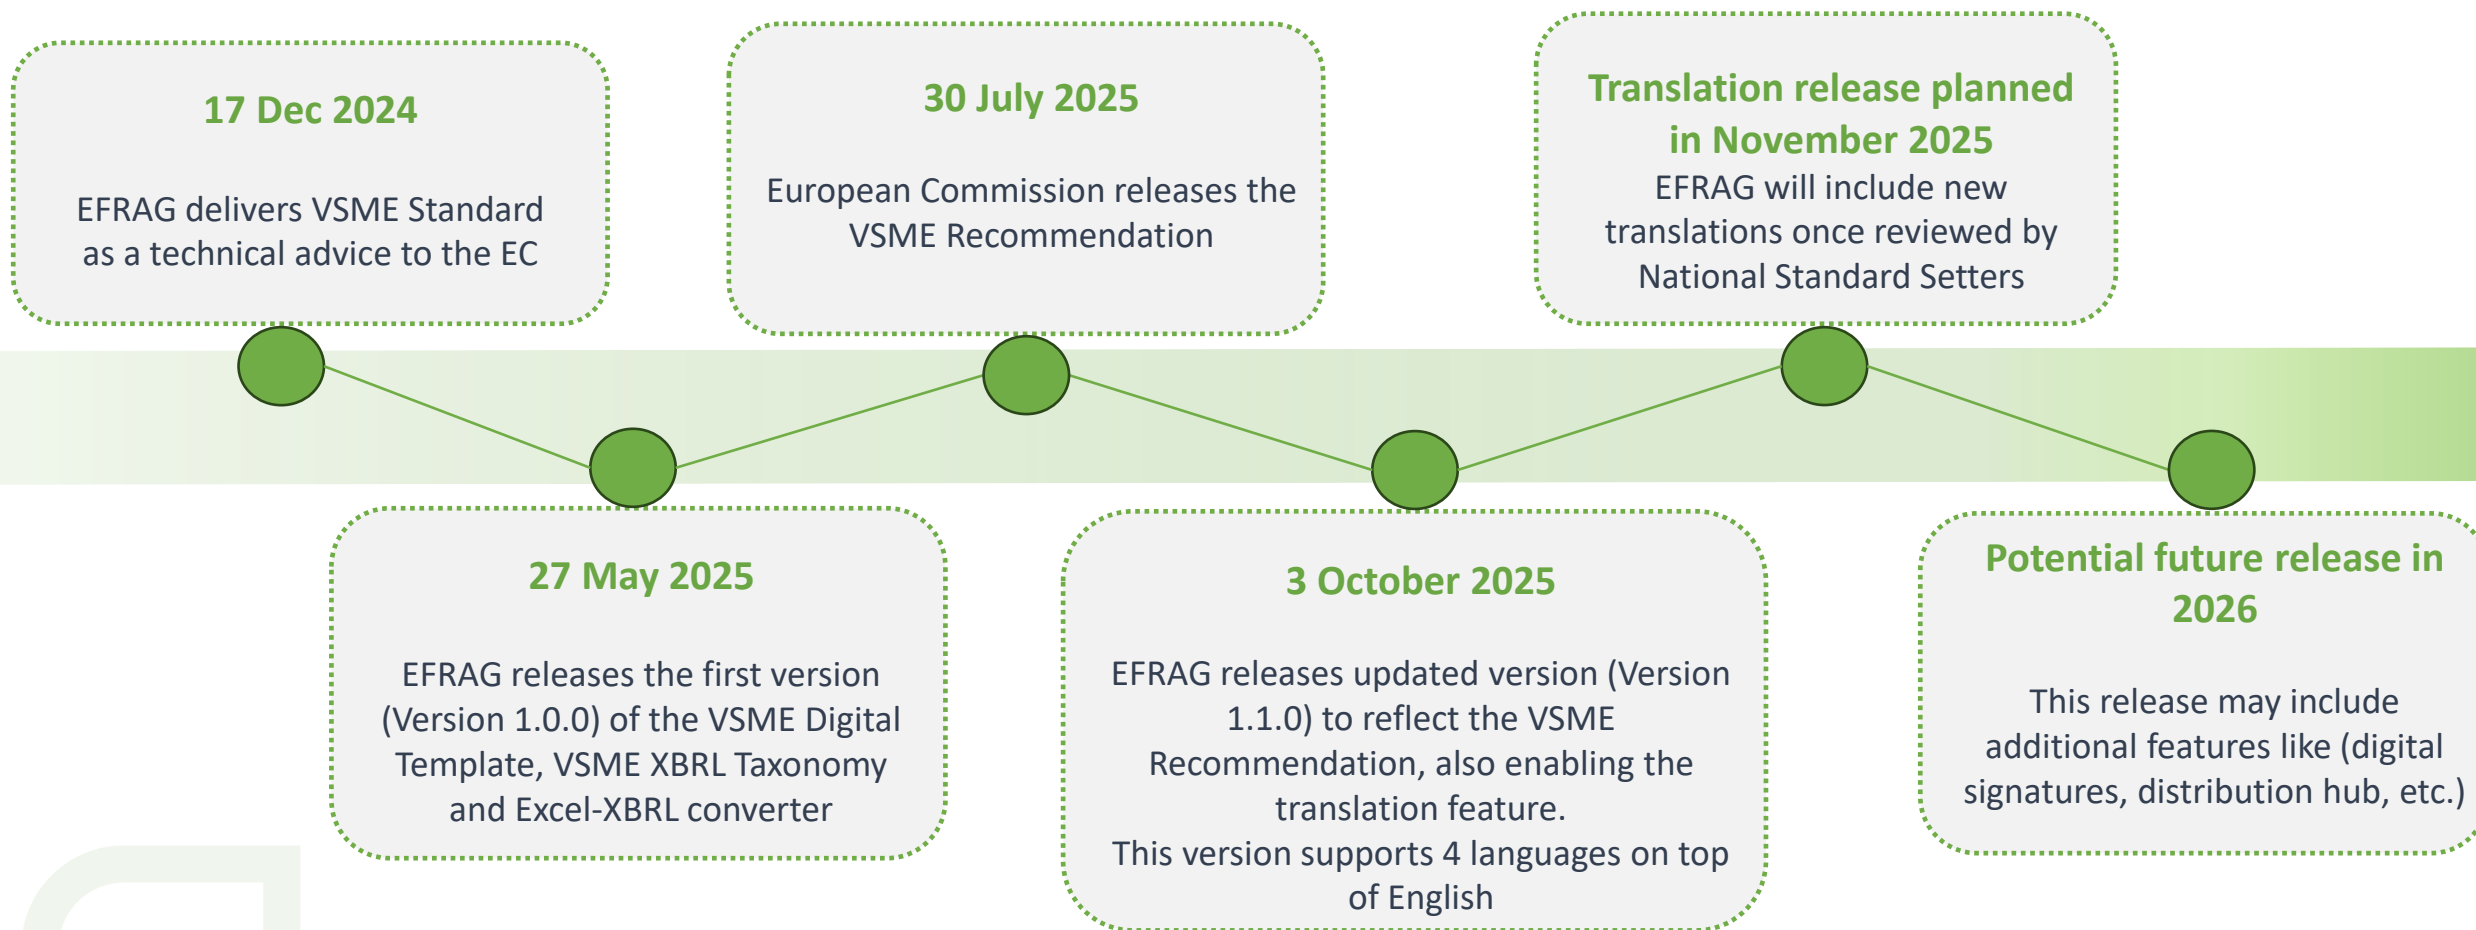 17 Dec 2024
EFRAG delivers VSME Standard
as a technical advice to the EC
27 May 2025
EFRAG releases the first version
(Version 1.0.0) of the VSME Digital
Template, VSME XBRL Taxonomy
and Excel-XBRL converter
30 July 2025
European Commission releases the
VSME Recommendation
3 October 2025
EFRAG releases updated version (Version
1.1.0) to reflect the VSME
Recommendation, also enabling the
translation feature.
This version supports 4 languages on top
of English
Translation release planned
in November 2025
EFRAG will include new
translations once reviewed by
National Standard Setters
Potential future release in
2026
This release may include
additional features like (digital
signatures, distribution hub, etc.)